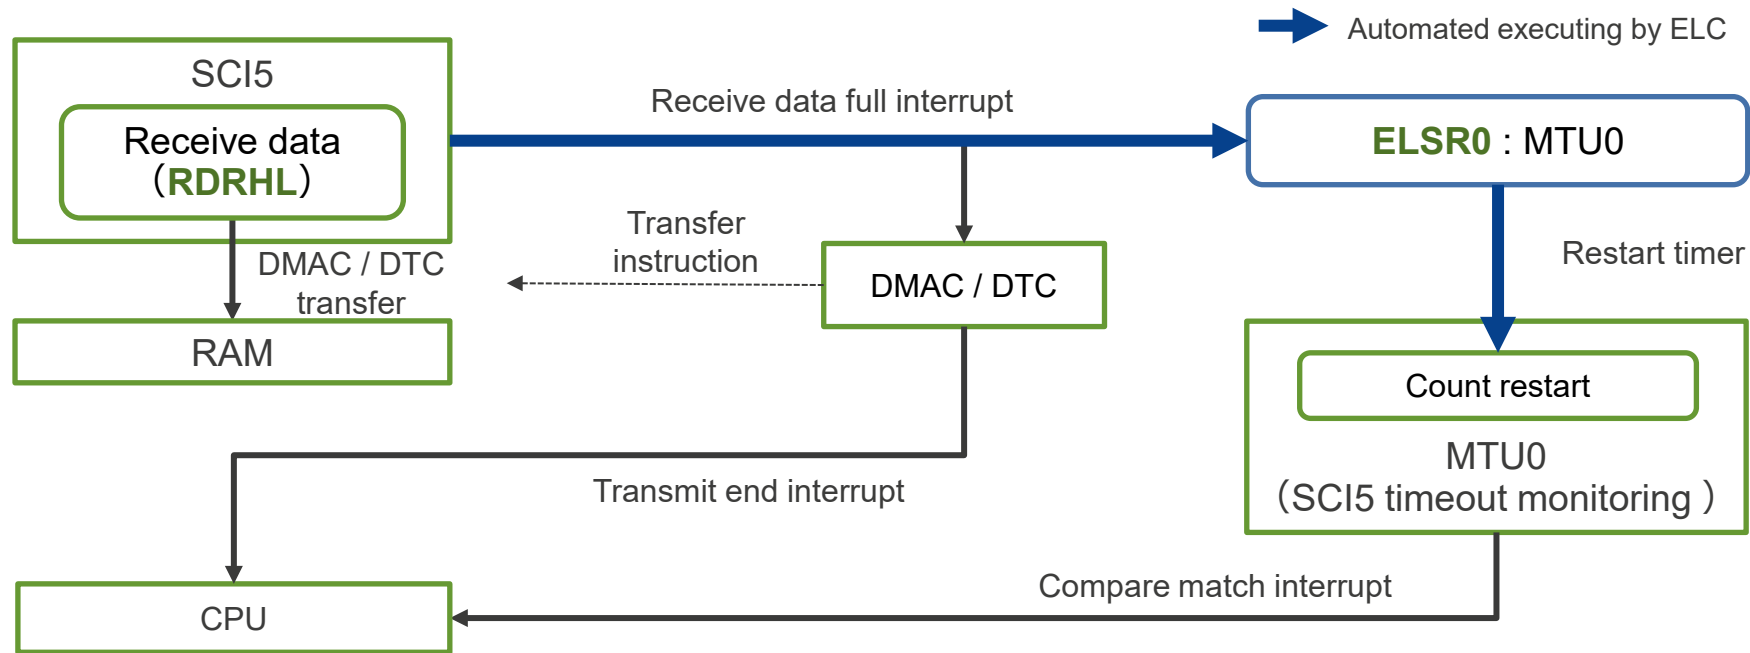 Automated executing by ELC
SCI5
Receive data
（RDRHL）
Receive data full interrupt
ELSR0 : MTU0
Transfer
instruction
DMAC / DTC
transfer
DMAC / DTC
Restart timer
RAM
Count restart
MTU0
（SCI5 timeout monitoring ）
Transmit end interrupt
Compare match interrupt
CPU